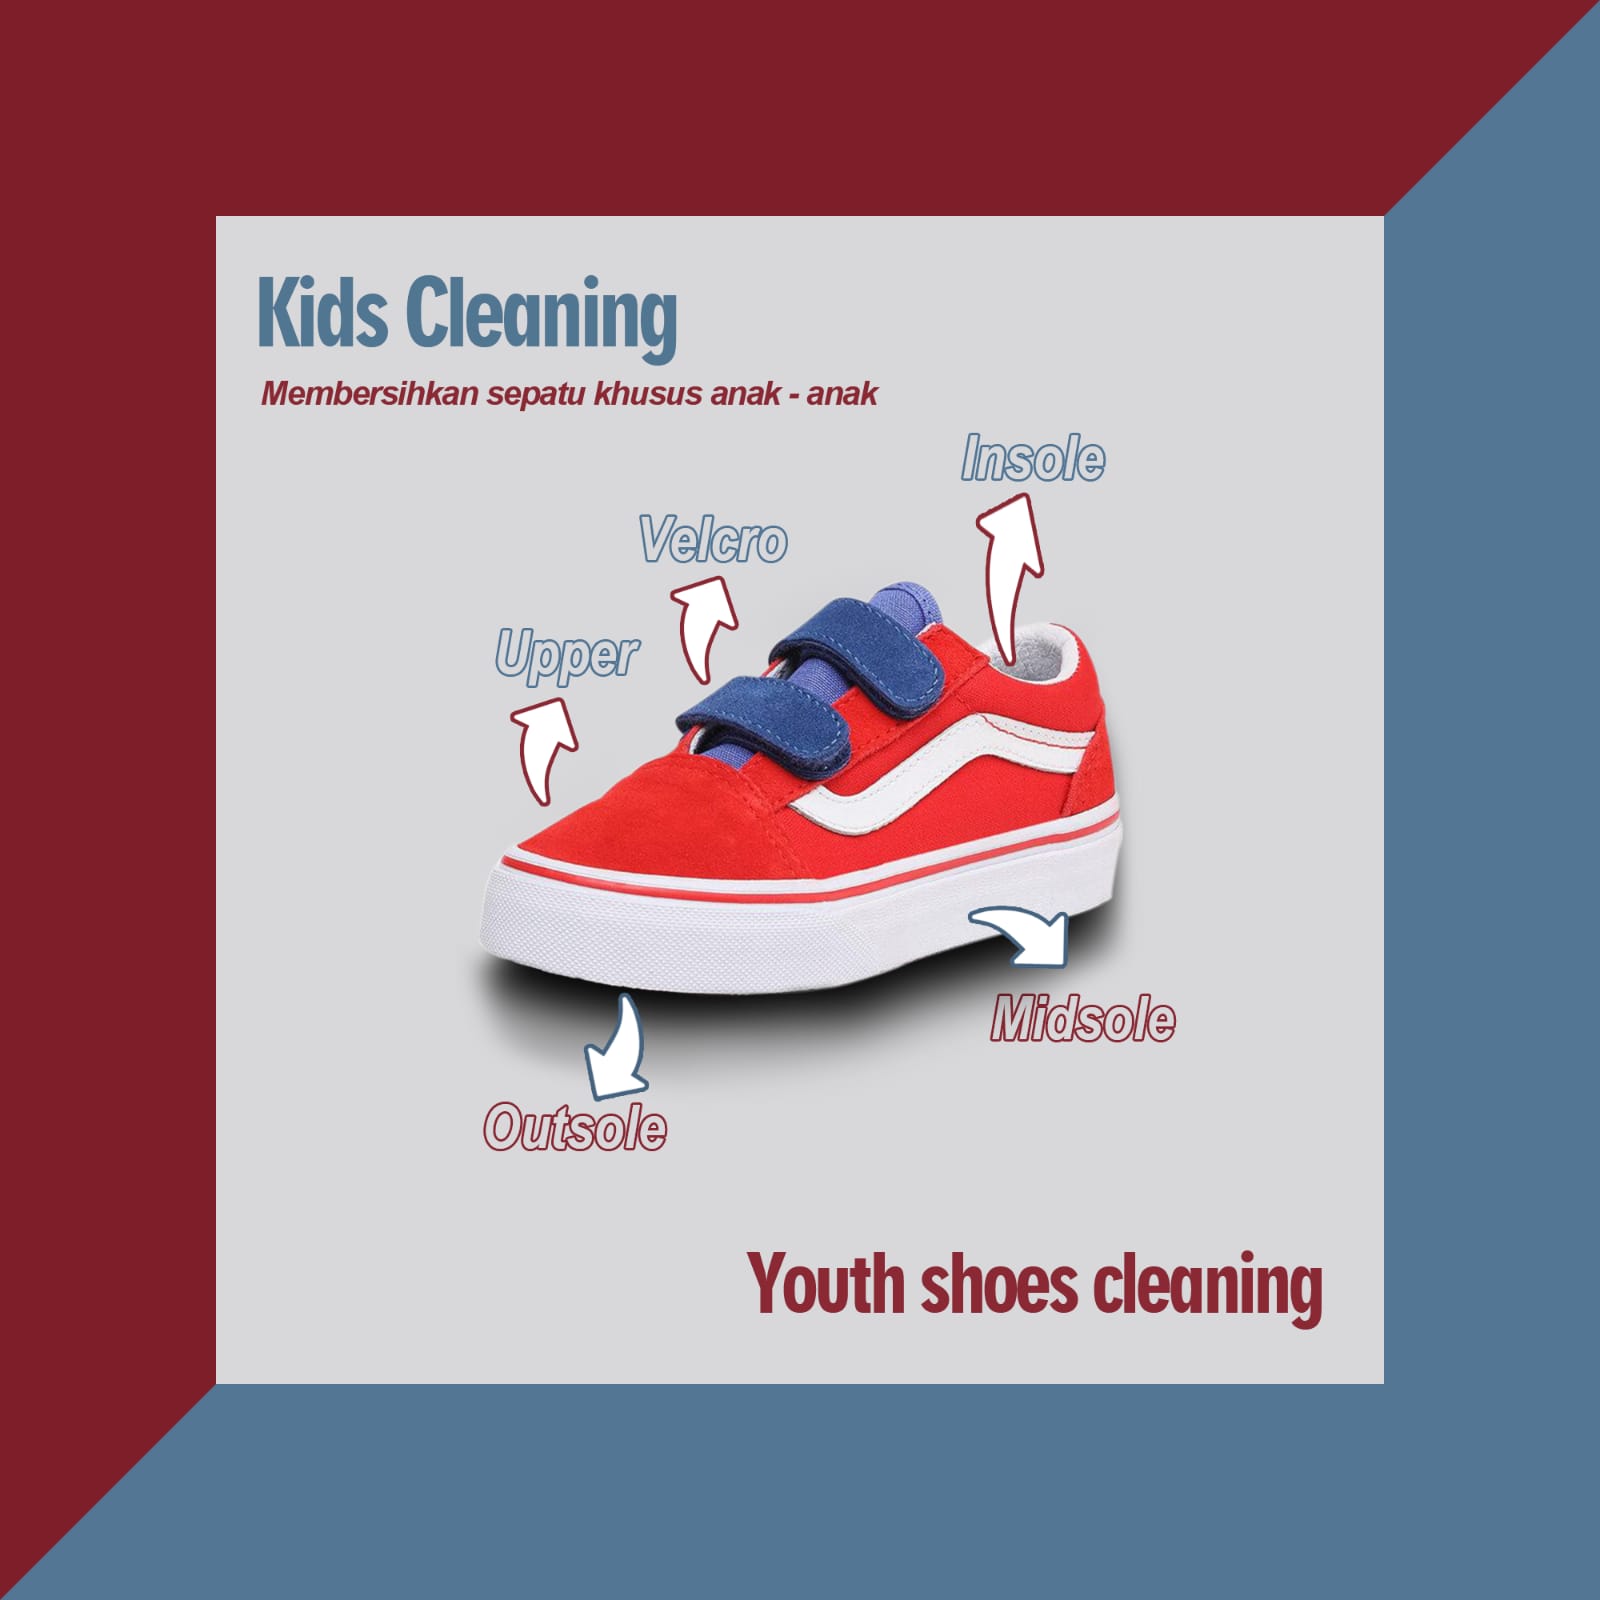 Kids Cleaning
Membersihkan sepatu khusus anak - anak
Insole
Velcro
Upper
Midsole
Outsole
Youth shoes cleaning